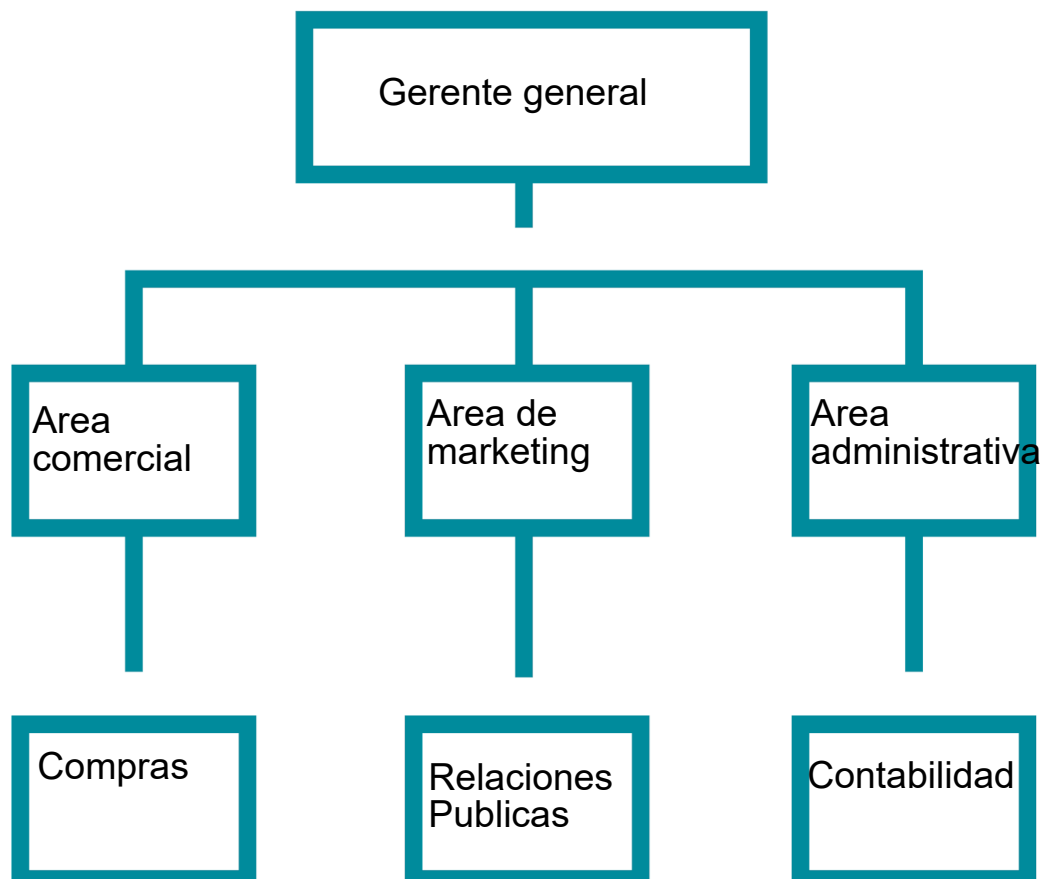 Gerente general
Area
comercial
Area de
marketing
Area
administrativa
Compras
Relaciones
Publicas
Contabilidad